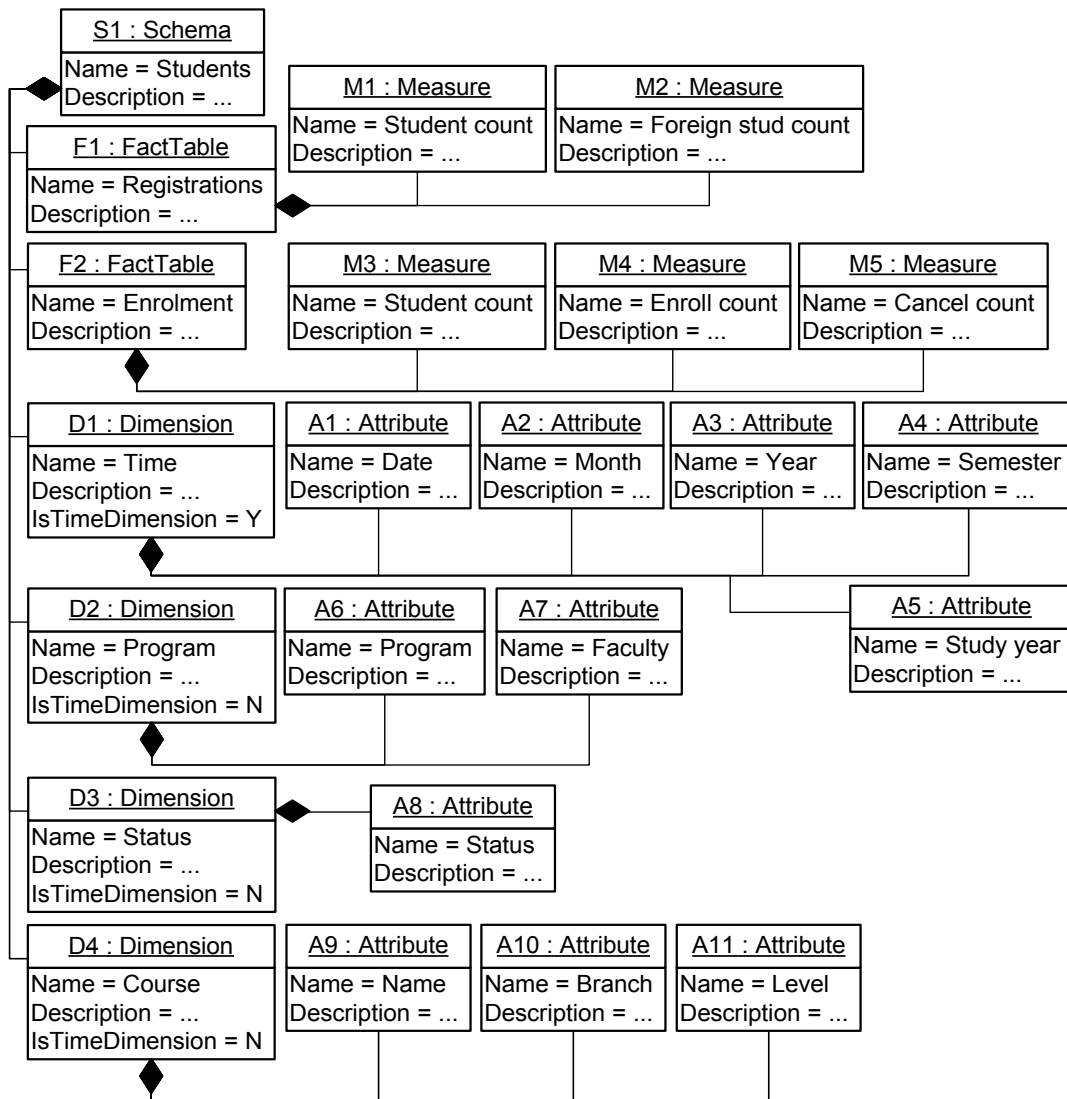 S1 : Schema
Name = Students
Description = ...
M1 : Measure
Name = Student count
Description = ...
M2 : Measure
Name = Foreign stud count
Description = ...
F1 : FactTable
Name = Registrations
Description = ...
F2 : FactTable
Name = Enrolment
Description = ...
M3 : Measure
Name = Student count
Description = ...
M4 : Measure
Name = Enroll count
Description = ...
M5 : Measure
Name = Cancel count
Description = ...
D1 : Dimension
Name = Time
Description = ...
IsTimeDimension = Y
A1 : Attribute
Name = Date
Description = ...
A2 : Attribute
Name = Month
Description = ...
A3 : Attribute
Name = Year
Description = ...
A4 : Attribute
Name = Semester
Description = ...
A5 : Attribute
Name = Study year
Description = ...
D2 : Dimension
Name = Program
Description = ...
IsTimeDimension = N
A6 : Attribute
Name = Program
Description = ...
A7 : Attribute
Name = Faculty
Description = ...
D3 : Dimension
Name = Status
Description = ...
IsTimeDimension = N
A8 : Attribute
Name = Status
Description = ...
D4 : Dimension
Name = Course
Description = ...
IsTimeDimension = N
A9 : Attribute
Name = Name
Description = ...
A10 : Attribute
Name = Branch
Description = ...
A11 : Attribute
Name = Level
Description = ...